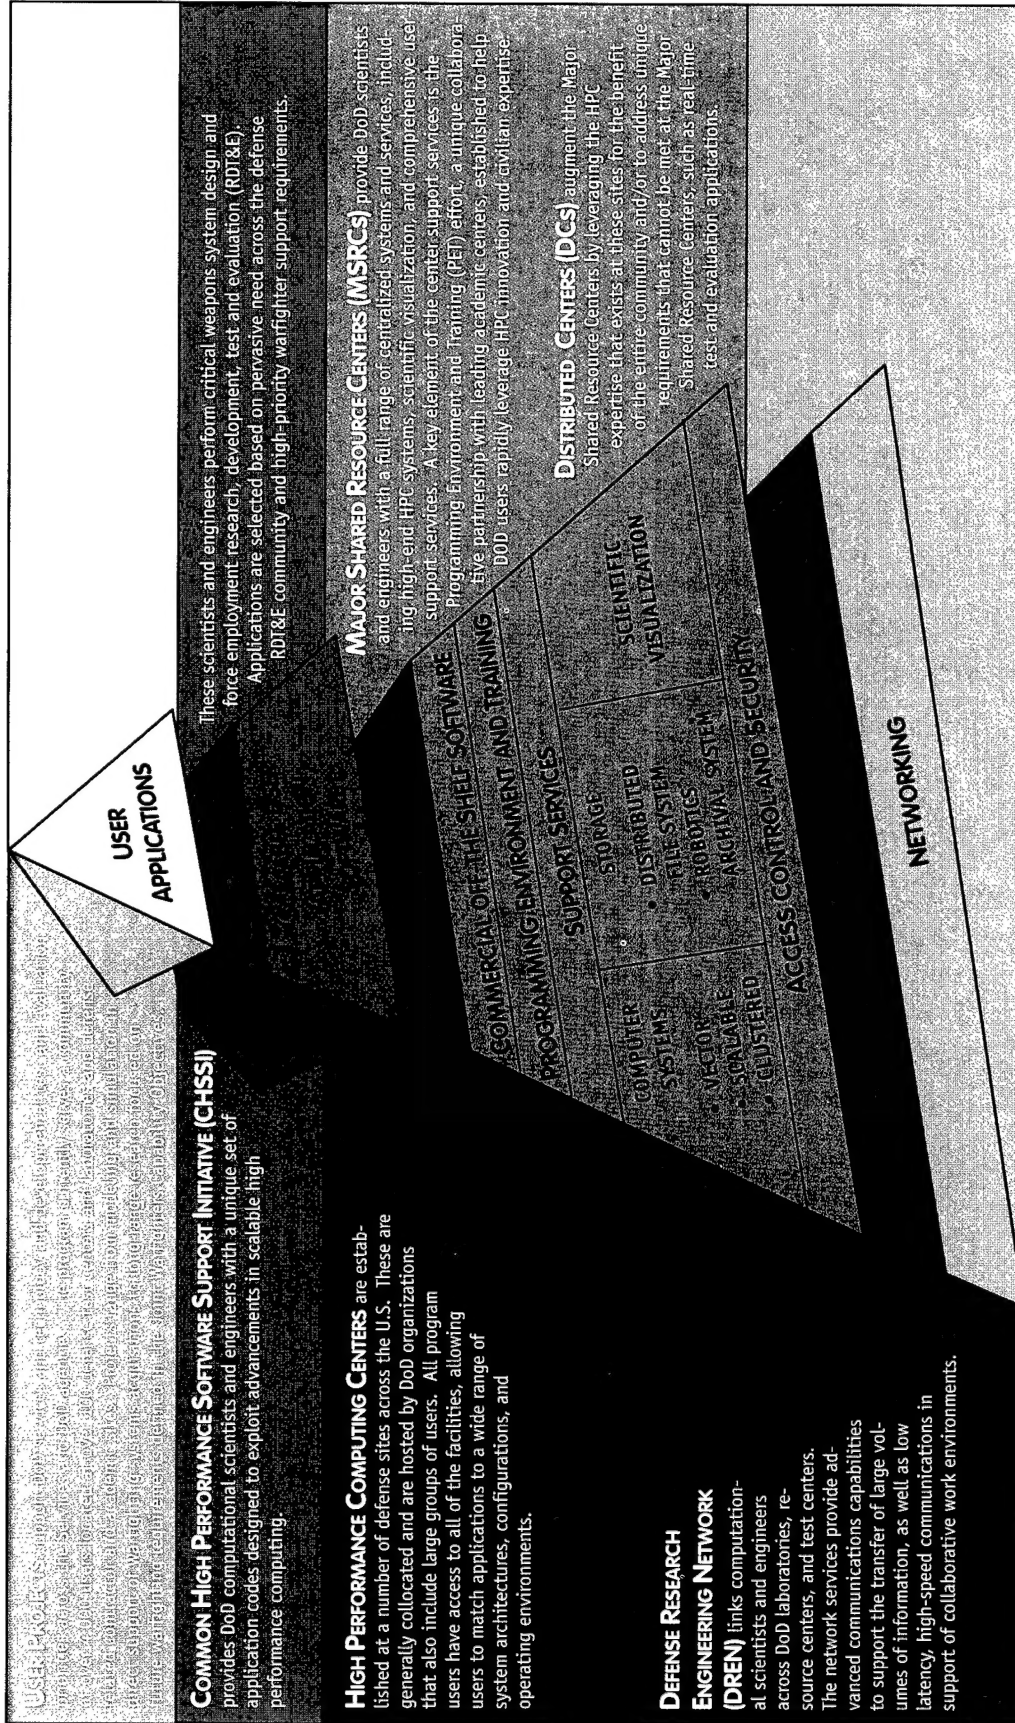 USER PROJECTS
COMMON HIGH PERFORMANCE SOFTWARE SUPPORT INITIATIVE (CHSSI)
provides DoD computational scientists and engineers with a unique set of
application codes designed to exploit advancements in scalable high
performance computing.
HIGH PERFORMANCE COMPUTING CENTERS are estab-
lished at a number of defense sites across the U.S. These are
generally collocated and are hosted by DoD organizations
that also include large groups of users. All program
users have access to all of the facilities, allowing
users to match applications to a wide range of
system architectures, configurations, and
operating environments.
DEFENSE RESEARCH
ENGINEERING NETWORK
(DREN) links computation-
al scientists and engineers
across DoD laboratories, re-
source centers, and test centers.
The network services provide ad-
vanced communications capabilities
to support the transfer of large vol-
umes of information, as well as low
latency, high-speed communications in
support of collaborative work environments.
USER
APPLICATIONS
COMMERCIAL OFF THE SHELF SOFTWARE
PROGRAMMING ENVIRONMENT AND TRAINING
SUPPORT SERVICES
COMPUTER
SYSTEMS
• VECTOR
• SCALABLE
• CLUSTERED
STORAGE
• DISTRIBUTED
FILE SYSTEM
• ROBOTICS
ARCHIVAL SYSTEM
SCIENTIFIC
VISUALIZATION
ACCESS CONTROL AND SECURITY
NETWORKING
These scientists and engineers perform critical weapons system design and
force employment research, development, test and evaluation (RDT&E).
Applications are selected based on pervasive need across the defense
RDT&E community and high-priority warfighter support requirements.
MAJOR SHARED RESOURCE CENTERS (MSRCs) provide DoD scientists
and engineers with a full range of centralized systems and services, includ-
ing high-end HPC systems, scientific visualization, and comprehensive user
support services. A key element of the center support services is the
Programming Environment and Training (PET) effort, a unique collabora
tive partnership with leading academic centers, established to help
DOD users rapidly leverage HPC innovation and civilian expertise.
DISTRIBUTED CENTERS (DCs) augment the Major
Shared Resource Centers by leveraging the HPC
expertise that exists at these sites for the benefit
of the entire community and/or to address unique
requirements that cannot be met at the Major
Shared Resource Centers, such as real-time
test and evaluation applications.